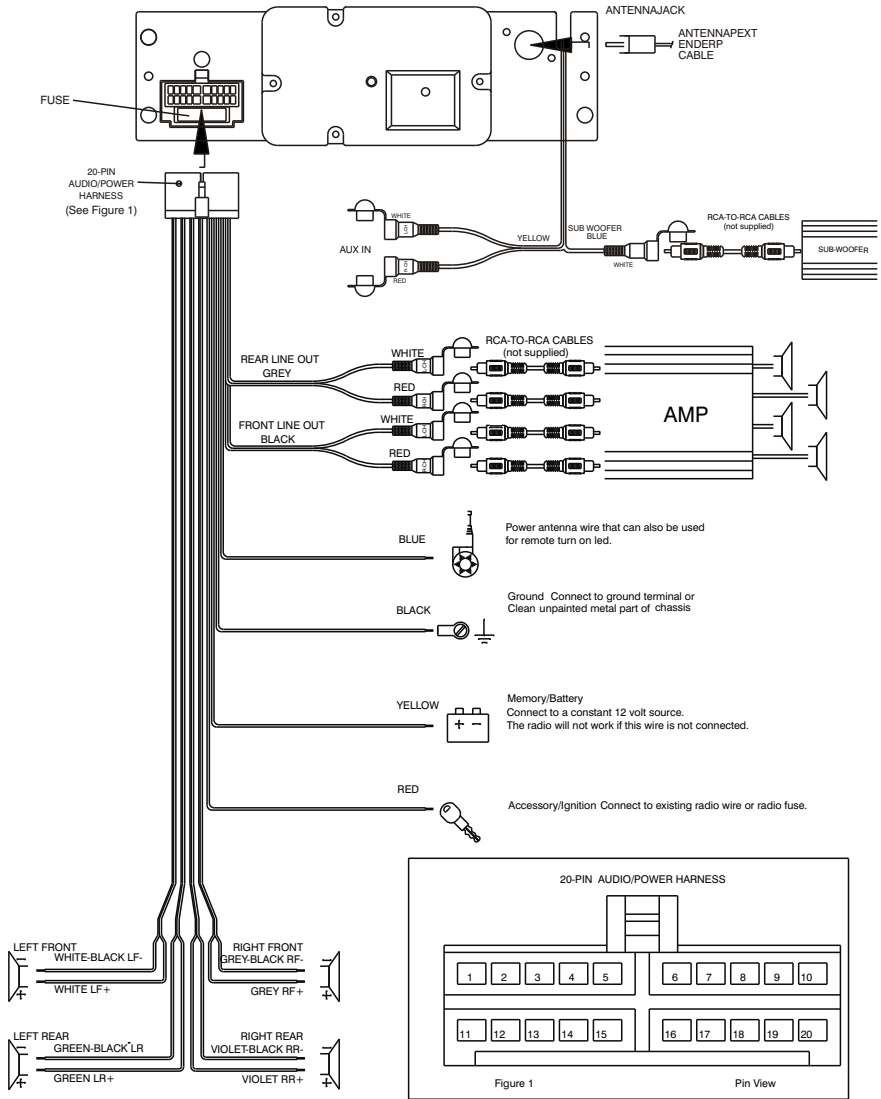 ANTENNAJACK
ANTENNAPEXT
ENDERP
CABLE
FUSE
20-PIN
AUDIO/POWER
HARNESS
(See Figure 1)
WHITE
L.CH
AUX IN
R.CH
RED
YELLOW
SUB WOOFER
BLUE
WHITE
RCA-TO-RCA CABLES
(not supplied)
SUB-WOOFER
REAR LINE OUT
GREY
WHITE
L.CH
RED
R.CH
FRONT LINE OUT
BLACK
WHITE
L.CH
RED
R.CH
RCA-TO-RCA CABLES
(not supplied)
AMP
BLUE
Power antenna wire that can also be used
for remote turn on led.
BLACK
Ground Connect to ground terminal or
Clean unpainted metal part of chassis
YELLOW
+ −
Memory/Battery
Connect to a constant 12 volt source.
The radio will not work if this wire is not connected.
RED
Accessory/Ignition Connect to existing radio wire or radio fuse.
LEFT FRONT
WHITE-BLACK LF-
WHITE LF+
RIGHT FRONT
GREY-BLACK RF-
GREY RF+
LEFT REAR
GREEN-BLACK LR-
GREEN LR+
RIGHT REAR
VIOLET-BLACK RR-
VIOLET RR+
20-PIN AUDIO/POWER HARNESS
1 2 3 4 5 6 7 8 9 10
11 12 13 14 15 16 17 18 19 20
Figure 1 Pin View